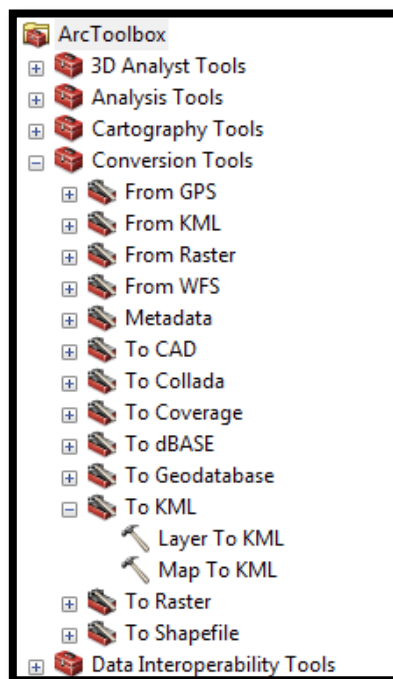 ArcToolbox
3D Analyst Tools
Analysis Tools
Cartography Tools
Conversion Tools
From GPS
From KML
From Raster
From WFS
Metadata
To CAD
To Collada
To Coverage
To dBASE
To Geodatabase
To KML
Layer To KML
Map To KML
To Raster
To Shapefile
Data Interoperability Tools